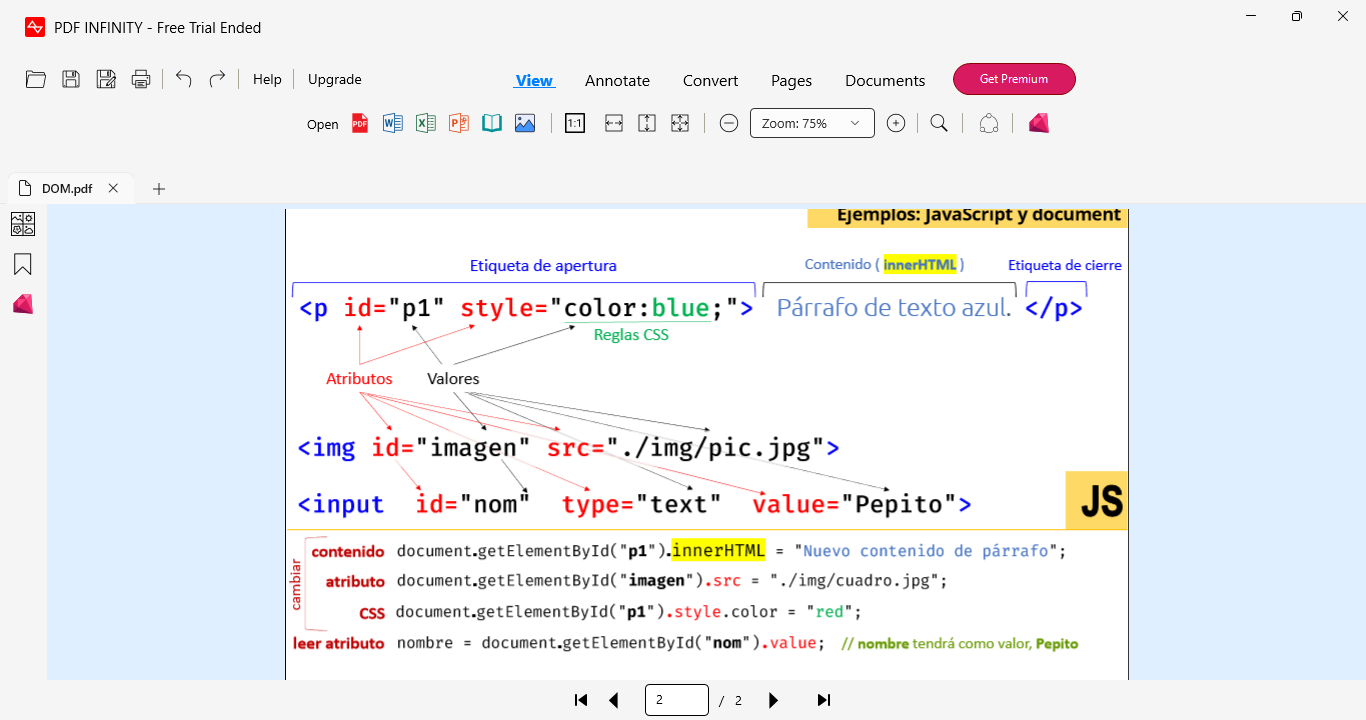 PDF INFINITY - Free Trial Ended
Help Upgrade View Annotate Convert Pages Documents Get Premium
Open PDF 1:1 Zoom: 75%
DOM.pdf
Ejemplos: JavaScript y document
Etiqueta de apertura Contenido ( innerHTML ) Etiqueta de cierre
<p id="p1" style="color:blue;"> Párrafo de texto azul. </p>
Reglas CSS
Atributos Valores
<img id="imagen" src="./img/pic.jpg">
<input id="nom" type="text" value="Pepito">
JS
cambiar
contenido document.getElementById("p1").innerHTML = "Nuevo contenido de párrafo";
atributo document.getElementById("imagen").src = "./img/cuadro.jpg";
CSS document.getElementById("p1").style.color = "red";
leer atributo nombre = document.getElementById("nom").value; // nombre tendrá como valor, Pepito
2 / 2